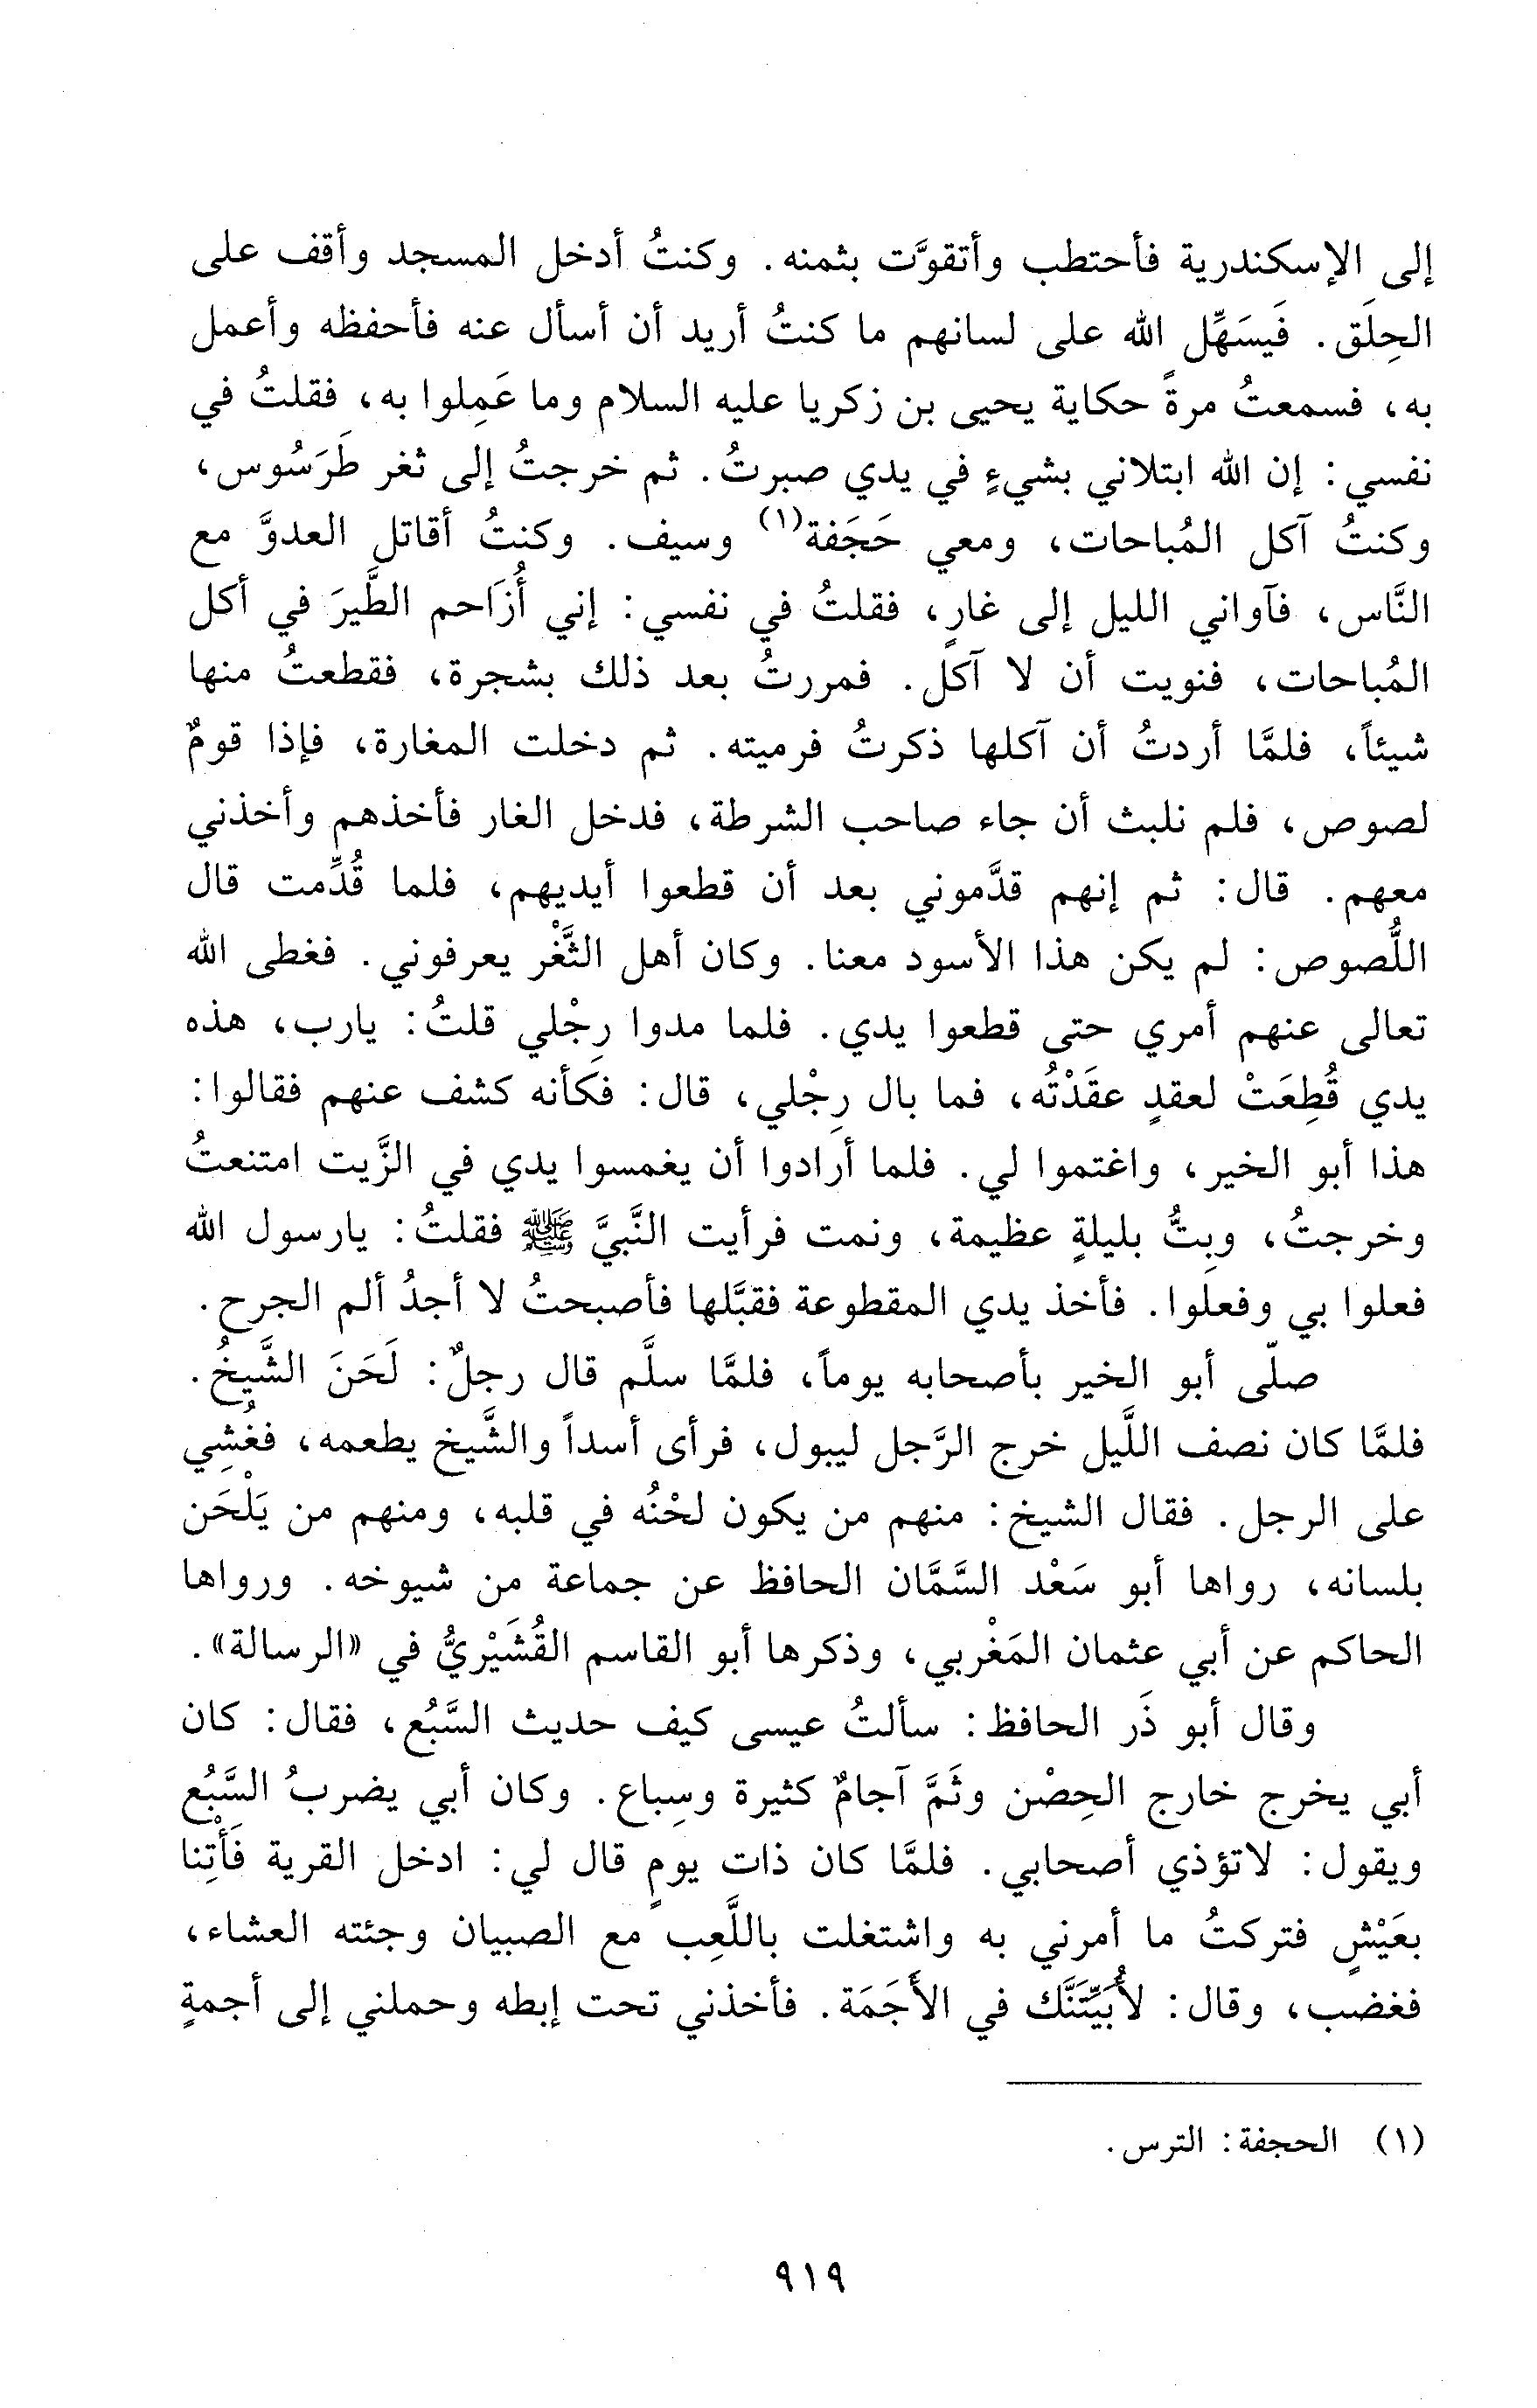 إلى الإسكندرية فأحتطب وأتقوَّت بثمنه. وكنتُ أدخل المسجد وأقف على
الحِلَق. فَيسَهِّل الله على لسانهم ما كنتُ أريد أن أسأل عنه فأحفظه وأعمل
به، فسمعتُ مرةً حكاية يحيى بن زكريا عليه السلام وما عَمِلوا به، فقلتُ في
نفسي: إن الله ابتلاني بشيءٍ في يدي صبرتُ. ثم خرجتُ إلى ثغر طَرَسُوس،
وكنتُ آكل المُباحات، ومعي حَجَفة(١) وسيف. وكنتُ أقاتل العدوَّ مع
النَّاس، فآواني الليل إلى غارٍ، فقلتُ في نفسي: إني أُزَاحم الطَّيرَ في أكل
المُباحات، فنويت أن لا آكل. فمررتُ بعد ذلك بشجرة، فقطعتُ منها
شيئاً، فلمَّا أردتُ أن آكلها ذكرتُ فرميته. ثم دخلت المغارة، فإذا قومٌ
لصوص، فلم نلبث أن جاء صاحب الشرطة، فدخل الغار فأخذهم وأخذني
معهم. قال: ثم إنهم قدَّموني بعد أن قطعوا أيديهم، فلما قُدِّمت قال
اللُّصوص: لم يكن هذا الأسود معنا. وكان أهل الثَّغْر يعرفوني. فغطى الله
تعالى عنهم أمري حتى قطعوا يدي. فلما مدوا رِجْلي قلتُ: يارب، هذه
يدي قُطِعَتْ لعقدٍ عقَدْتُه، فما بال رِجْلي، قال: فكأنه كشف عنهم فقالوا:
هذا أبو الخير، واغتموا لي. فلما أرادوا أن يغمسوا يدي في الزَّيت امتنعتُ
وخرجتُ، وبِتُّ بليلةٍ عظيمة، ونمت فرأيت النَّبيَّ ﷺ فقلتُ: يارسول الله
فعلوا بي وفعلوا. فأخذ يدي المقطوعة فقبَّلها فأصبحتُ لا أجدُ ألم الجرح.
صلّى أبو الخير بأصحابه يوماً، فلمَّا سلَّم قال رجلٌ: لَحَنَ الشَّيخُ.
فلمَّا كان نصف اللَّيل خرج الرَّجل ليبول، فرأى أسداً والشَّيخ يطعمه، فغُشِي
على الرجل. فقال الشيخ: منهم من يكون لحْنُه في قلبه، ومنهم من يَلْحَن
بلسانه، رواها أبو سَعْد السَّمَّان الحافظ عن جماعة من شيوخه. ورواها
الحاكم عن أبي عثمان المَغْربي، وذكرها أبو القاسم القُشَيْريُّ في «الرسالة».
وقال أبو ذَر الحافظ: سألتُ عيسى كيف حديث السَّبُع، فقال: كان
أبي يخرج خارج الحِصْن وثَمَّ آجامٌ كثيرة وسِباع. وكان أبي يضربُ السَّبُع
ويقول: لاتؤذي أصحابي. فلمَّا كان ذات يومٍ قال لي: ادخل القرية فَأْتِنا
بعَيْشٍ فتركتُ ما أمرني به واشتغلت باللَّعِب مع الصبيان وجئته العشاء،
فغضب، وقال: لأُبَيِّتَنَّك في الأَجَمَة. فأخذني تحت إبطه وحملني إلى أجمةٍ
(١) الحجفة: الترس.
٩١٩